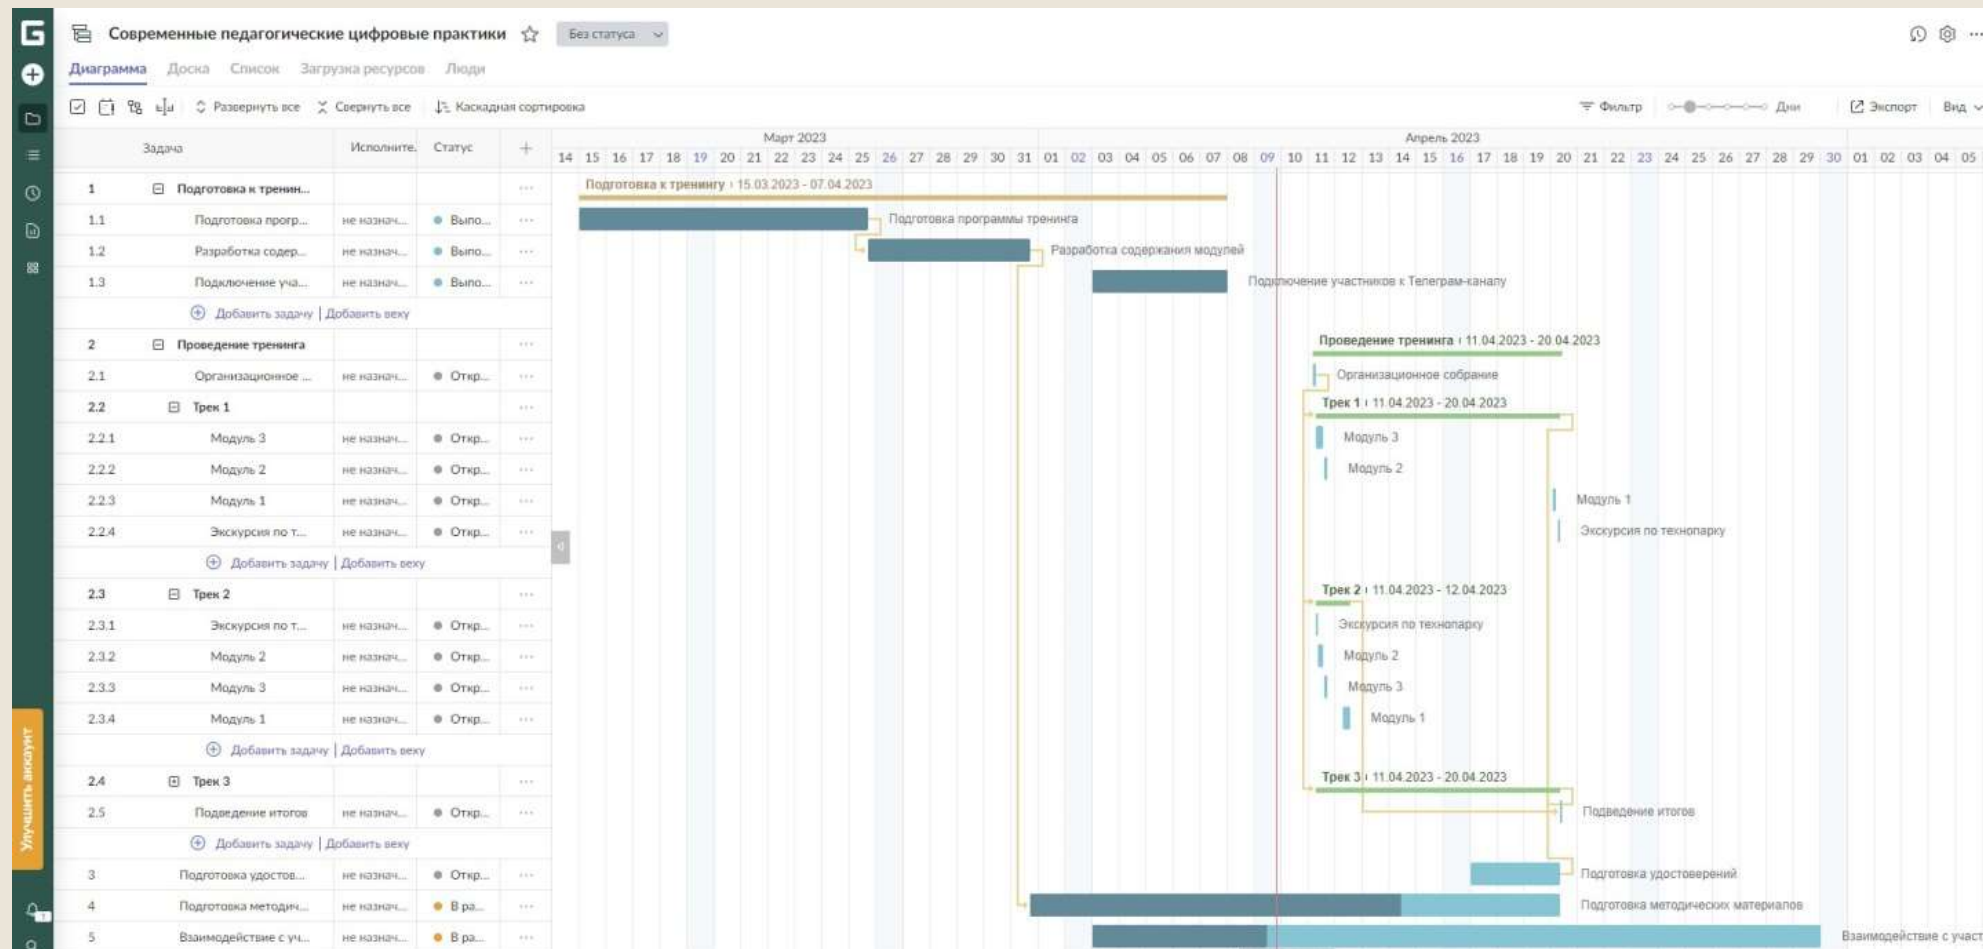 Современные педагогические цифровые практики Без статуса
Диаграмма Доска Список Загрузка ресурсов Люди
Развернуть все Свернуть все Каскадная сортировка Фильтр Дни Экспорт Вид
Задача Исполните. Статус Март 2023 Апрель 2023
14 15 16 17 18 19 20 21 22 23 24 25 26 27 28 29 30 31 01 02 03 04 05 06 07 08 09 10 11 12 13 14 15 16 17 18 19 20 21 22 23 24 25 26 27 28 29 30 01 02 03 04 05
1 Подготовка к тренин... Подготовка к тренингу 15.03.2023 - 07.04.2023
1.1 Подготовка прогр... не назнач... Выпо... Подготовка программы тренинга
1.2 Разработка содер... не назнач... Выпо... Разработка содержания модулей
1.3 Подключение уча... не назнач... Выпо... Подключение участников к Телеграм-каналу
Добавить задачу | Добавить веху
2 Проведение тренинга Проведение тренинга 11.04.2023 - 20.04.2023
2.1 Организационное ... не назнач... Откр... Организационное собрание
2.2 Трек 1 Трек 1 11.04.2023 - 20.04.2023
2.2.1 Модуль 3 не назнач... Откр... Модуль 3
2.2.2 Модуль 2 не назнач... Откр... Модуль 2
2.2.3 Модуль 1 не назнач... Откр... Модуль 1
2.2.4 Экскурсия по т... не назнач... Откр... Экскурсия по технопарку
Добавить задачу | Добавить веху
2.3 Трек 2 Трек 2 11.04.2023 - 12.04.2023
2.3.1 Экскурсия по т... не назнач... Откр... Экскурсия по технопарку
2.3.2 Модуль 2 не назнач... Откр... Модуль 2
2.3.3 Модуль 3 не назнач... Откр... Модуль 3
2.3.4 Модуль 1 не назнач... Откр... Модуль 1
Добавить задачу | Добавить веху
2.4 Трек 3 Трек 3 11.04.2023 - 20.04.2023
2.5 Подведение итогов не назнач... Откр... Подведение итогов
Добавить задачу | Добавить веху
3 Подготовка удостов... не назнач... Откр... Подготовка удостоверений
4 Подготовка методич... не назнач... В ра... Подготовка методических материалов
5 Взаимодействие с уч... не назнач... В ра... Взаимодействие с участ
Улучшить аккаунт